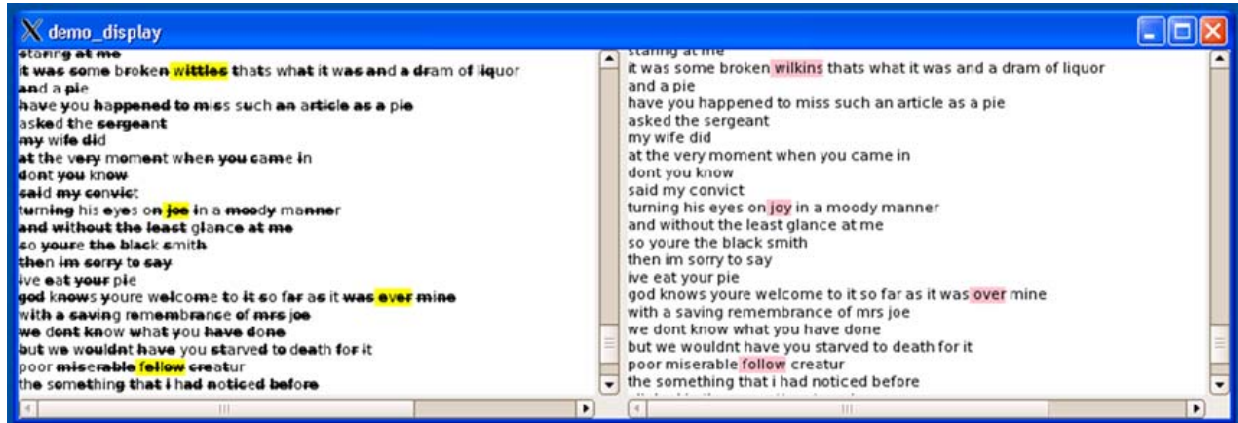 demo_display
staring at me
it was some broken wittles thats what it was and a dram of liquor
and a pie
have you happened to miss such an article as a pie
asked the sergeant
my wife did
at the very moment when you came in
dont you know
said my convict
turning his eyes on joe in a moody manner
and without the least glance at me
so youre the black smith
then im sorry to say
ive eat your pie
god knows youre welcome to it so far as it was ever mine
with a saving remembrance of mrs joe
we dont know what you have done
but we wouldnt have you starved to death for it
poor miserable fellow creatur
the something that i had noticed before
staring at me
it was some broken wilkins thats what it was and a dram of liquor
and a pie
have you happened to miss such an article as a pie
asked the sergeant
my wife did
at the very moment when you came in
dont you know
said my convict
turning his eyes on joy in a moody manner
and without the least glance at me
so youre the black smith
then im sorry to say
ive eat your pie
god knows youre welcome to it so far as it was over mine
with a saving remembrance of mrs joe
we dont know what you have done
but we wouldnt have you starved to death for it
poor miserable follow creatur
the something that i had noticed before